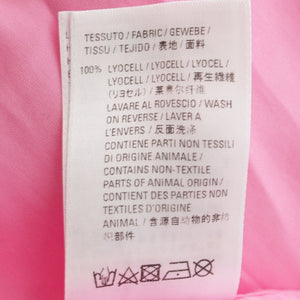 TESSUTO / FABRIC / GEWEBE /
TISSU / TEJIDO / 表地 / 面料
100% LYOCELL / LYOCELL / LYOCEL /
LYOCELL / LYOCELL / 再生繊維
(リヨセル) / 莱赛尔纤维
LAVARE AL ROVESCIO / WASH
ON REVERSE / LAVER A
L'ENVERS / 反面洗涤
CONTIENE PARTI NON TESSILI
DI ORIGINE ANIMALE /
CONTAINS NON-TEXTILE
PARTS OF ANIMAL ORIGIN /
CONTIENT DES PARTIES NON
TEXTILES D'ORIGINE
ANIMALE / 含源自动物的非纺
织部件